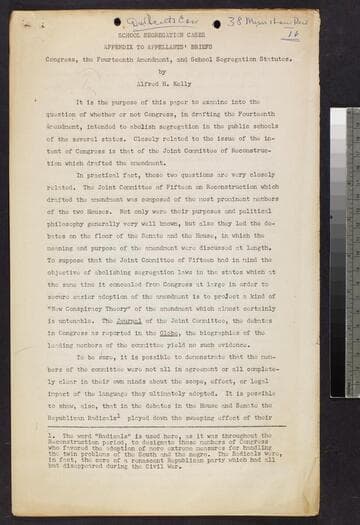 38 Minn Law Rev
16
SCHOOL SEGREGATION CASES
APPENDIX TO APPELLANTS' BRIEFS
Congress, the Fourteenth Amendment, and School Segregation Statutes.
by
Alfred H. Kelly
It is the purpose of this paper to examine into the
question of whether or not Congress, in drafting the Fourteenth
Amendment, intended to abolish segregation in the public schools
of the several states. Closely related to the issue of the in-
tent of Congress is that of the Joint Committee of Reconstruc-
tion which drafted the amendment.
In practical fact, these two questions are very closely
related. The Joint Committee of Fifteen on Reconstruction which
drafted the amendment was composed of the most prominent members
of the two Houses. Not only were their purposes and political
philosophy generally very well known, but also they led the de-
bates on the floor of the Senate and the House, in which the
meaning and purpose of the amendment were discussed at length.
To suppose that the Joint Committee of Fifteen had in mind the
objective of abolishing segregation laws in the states which at
the same time it concealed from Congress at large in order to
secure easier adoption of the amendment is to project a kind of
"New Conspiracy Theory" of the amendment which almost certainly
is untenable. The Journal of the Joint Committee, the debates
in Congress as reported in the Globe, the biographies of the
leading members of the committee yield no such evidence.
To be sure, it is possible to demonstrate that the mem-
bers of the committee were not all in agreement or all complete-
ly clear in their own minds about the scope, effect, or legal
impact of the language they ultimately adopted. It is possible
to show, also, that in the debates in the House and Senate the
Republican Radicals1 played down the sweeping effect of their
1. The word "Radicals" is used here, as it was throughout the
Reconstruction period, to designate those members of Congress
who favored the adoption of more extreme measures for handling
the twin problems of the South and the negro. The Radicals were,
in fact, the core of a renascent Republican party which had all
but disappeared during the Civil War.